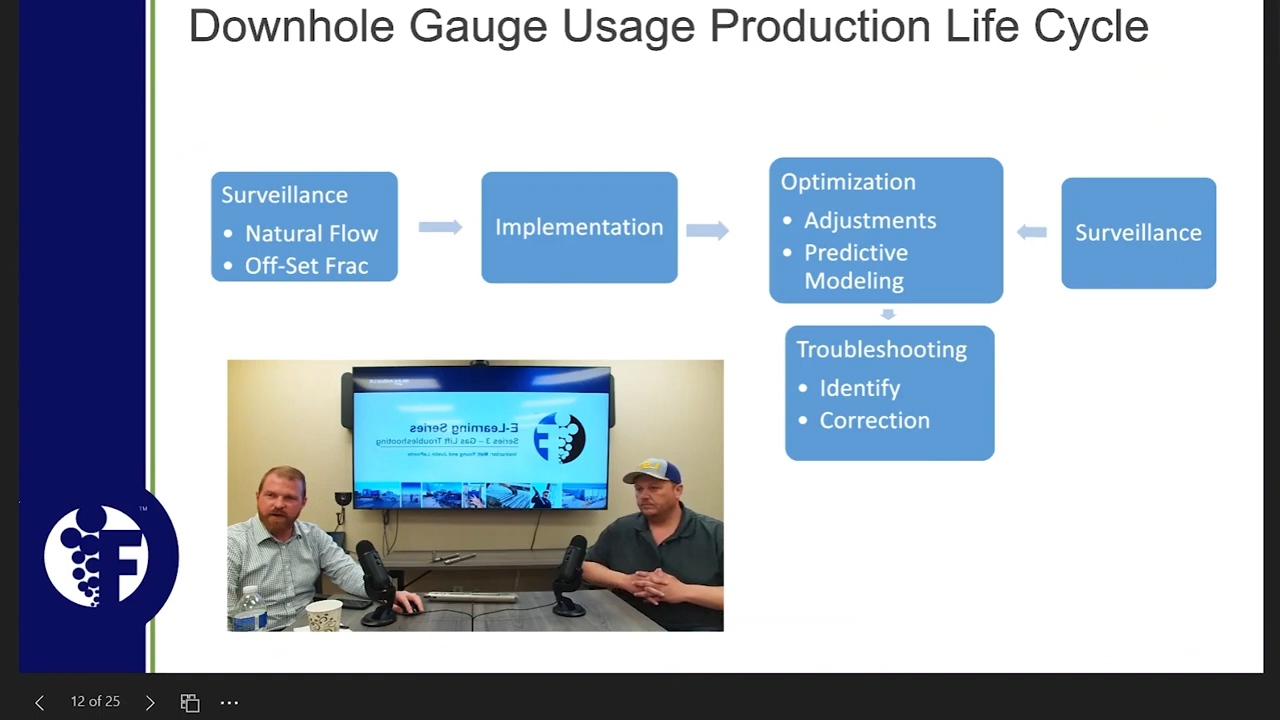 Downhole Gauge Usage Production Life Cycle
Surveillance
• Natural Flow
• Off-Set Frac
Implementation
Optimization
• Adjustments
• Predictive
Modeling
Surveillance
Troubleshooting
• Identify
• Correction
E-Learning Series
Series 3 – Gas Lift Troubleshooting
F
TM
12 of 25